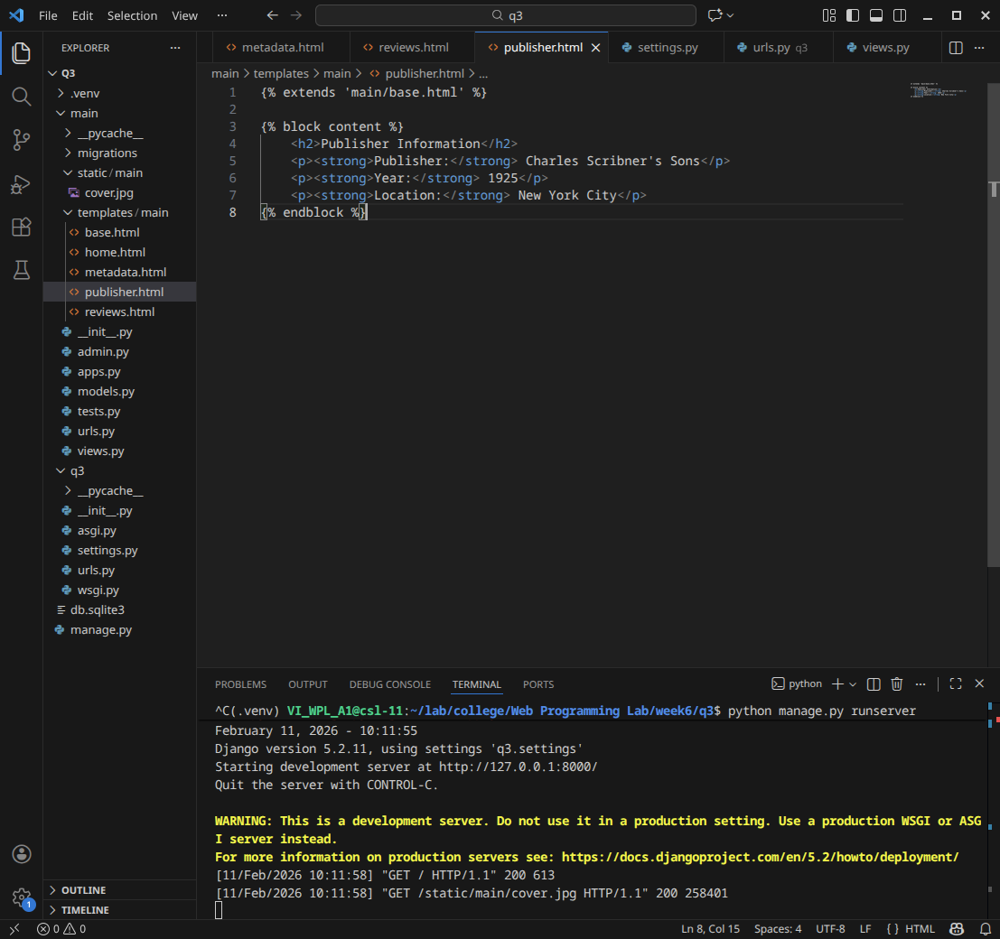 File Edit Selection View ··· q3
EXPLORER ···
metadata.html reviews.html publisher.html settings.py urls.py q3 views.py ···
Q3
main > templates > main > publisher.html > ...
.venv
main
__pycache__
migrations
static/main
cover.jpg
templates/main
base.html
home.html
metadata.html
publisher.html
reviews.html
__init__.py
admin.py
apps.py
models.py
tests.py
urls.py
views.py
q3
__pycache__
__init__.py
asgi.py
settings.py
urls.py
wsgi.py
db.sqlite3
manage.py
OUTLINE
TIMELINE
1 {% extends 'main/base.html' %}
2
3 {% block content %}
4 <h2>Publisher Information</h2>
5 <p><strong>Publisher:</strong> Charles Scribner's Sons</p>
6 <p><strong>Year:</strong> 1925</p>
7 <p><strong>Location:</strong> New York City</p>
8 {% endblock %}
PROBLEMS OUTPUT DEBUG CONSOLE TERMINAL PORTS python ···
^C(.venv) VI_WPL_A1@csl-11:~/lab/college/Web Programming Lab/week6/q3$ python manage.py runserver
February 11, 2026 - 10:11:55
Django version 5.2.11, using settings 'q3.settings'
Starting development server at http://127.0.0.1:8000/
Quit the server with CONTROL-C.
WARNING: This is a development server. Do not use it in a production setting. Use a production WSGI or ASG
I server instead.
For more information on production servers see: https://docs.djangoproject.com/en/5.2/howto/deployment/
[11/Feb/2026 10:11:58] "GET / HTTP/1.1" 200 613
[11/Feb/2026 10:11:58] "GET /static/main/cover.jpg HTTP/1.1" 200 258401
1
0 0 Ln 8, Col 15 Spaces: 4 UTF-8 LF { } HTML